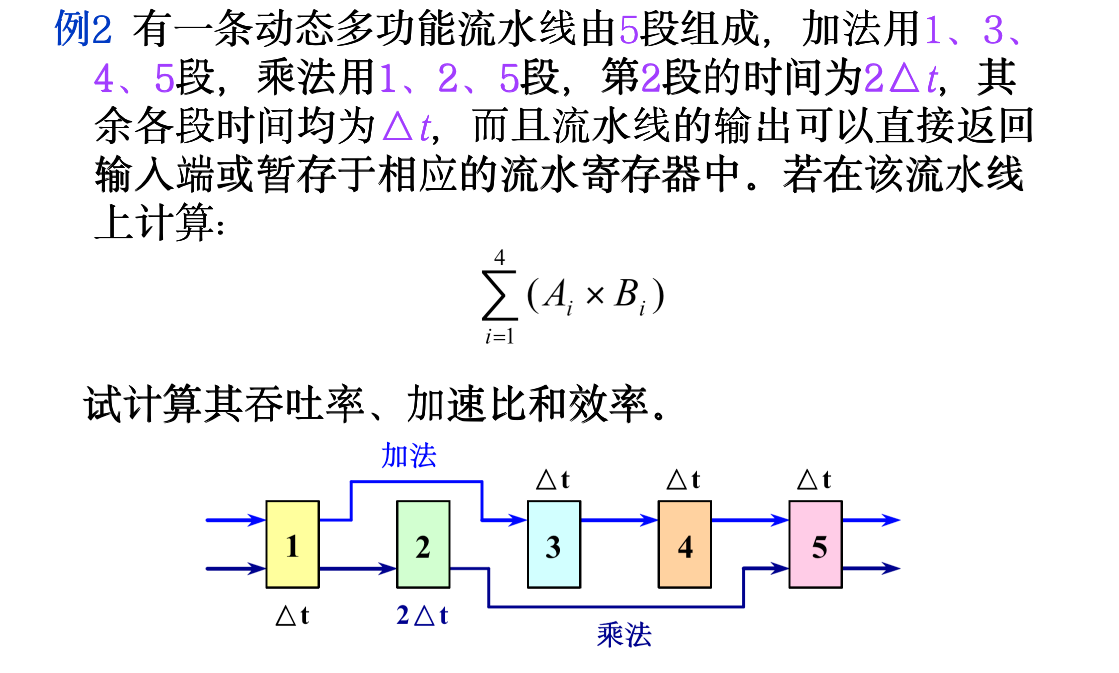 例2 有一条动态多功能流水线由5段组成，加法用1、3、
4、5段，乘法用1、2、5段，第2段的时间为2△t，其
余各段时间均为△t，而且流水线的输出可以直接返回
输入端或暂存于相应的流水寄存器中。若在该流水线
上计算：
4
∑ (A_i × B_i)
i=1
试计算其吞吐率、加速比和效率。
加法
△t △t △t
1 2 3 4 5
△t 2△t
乘法